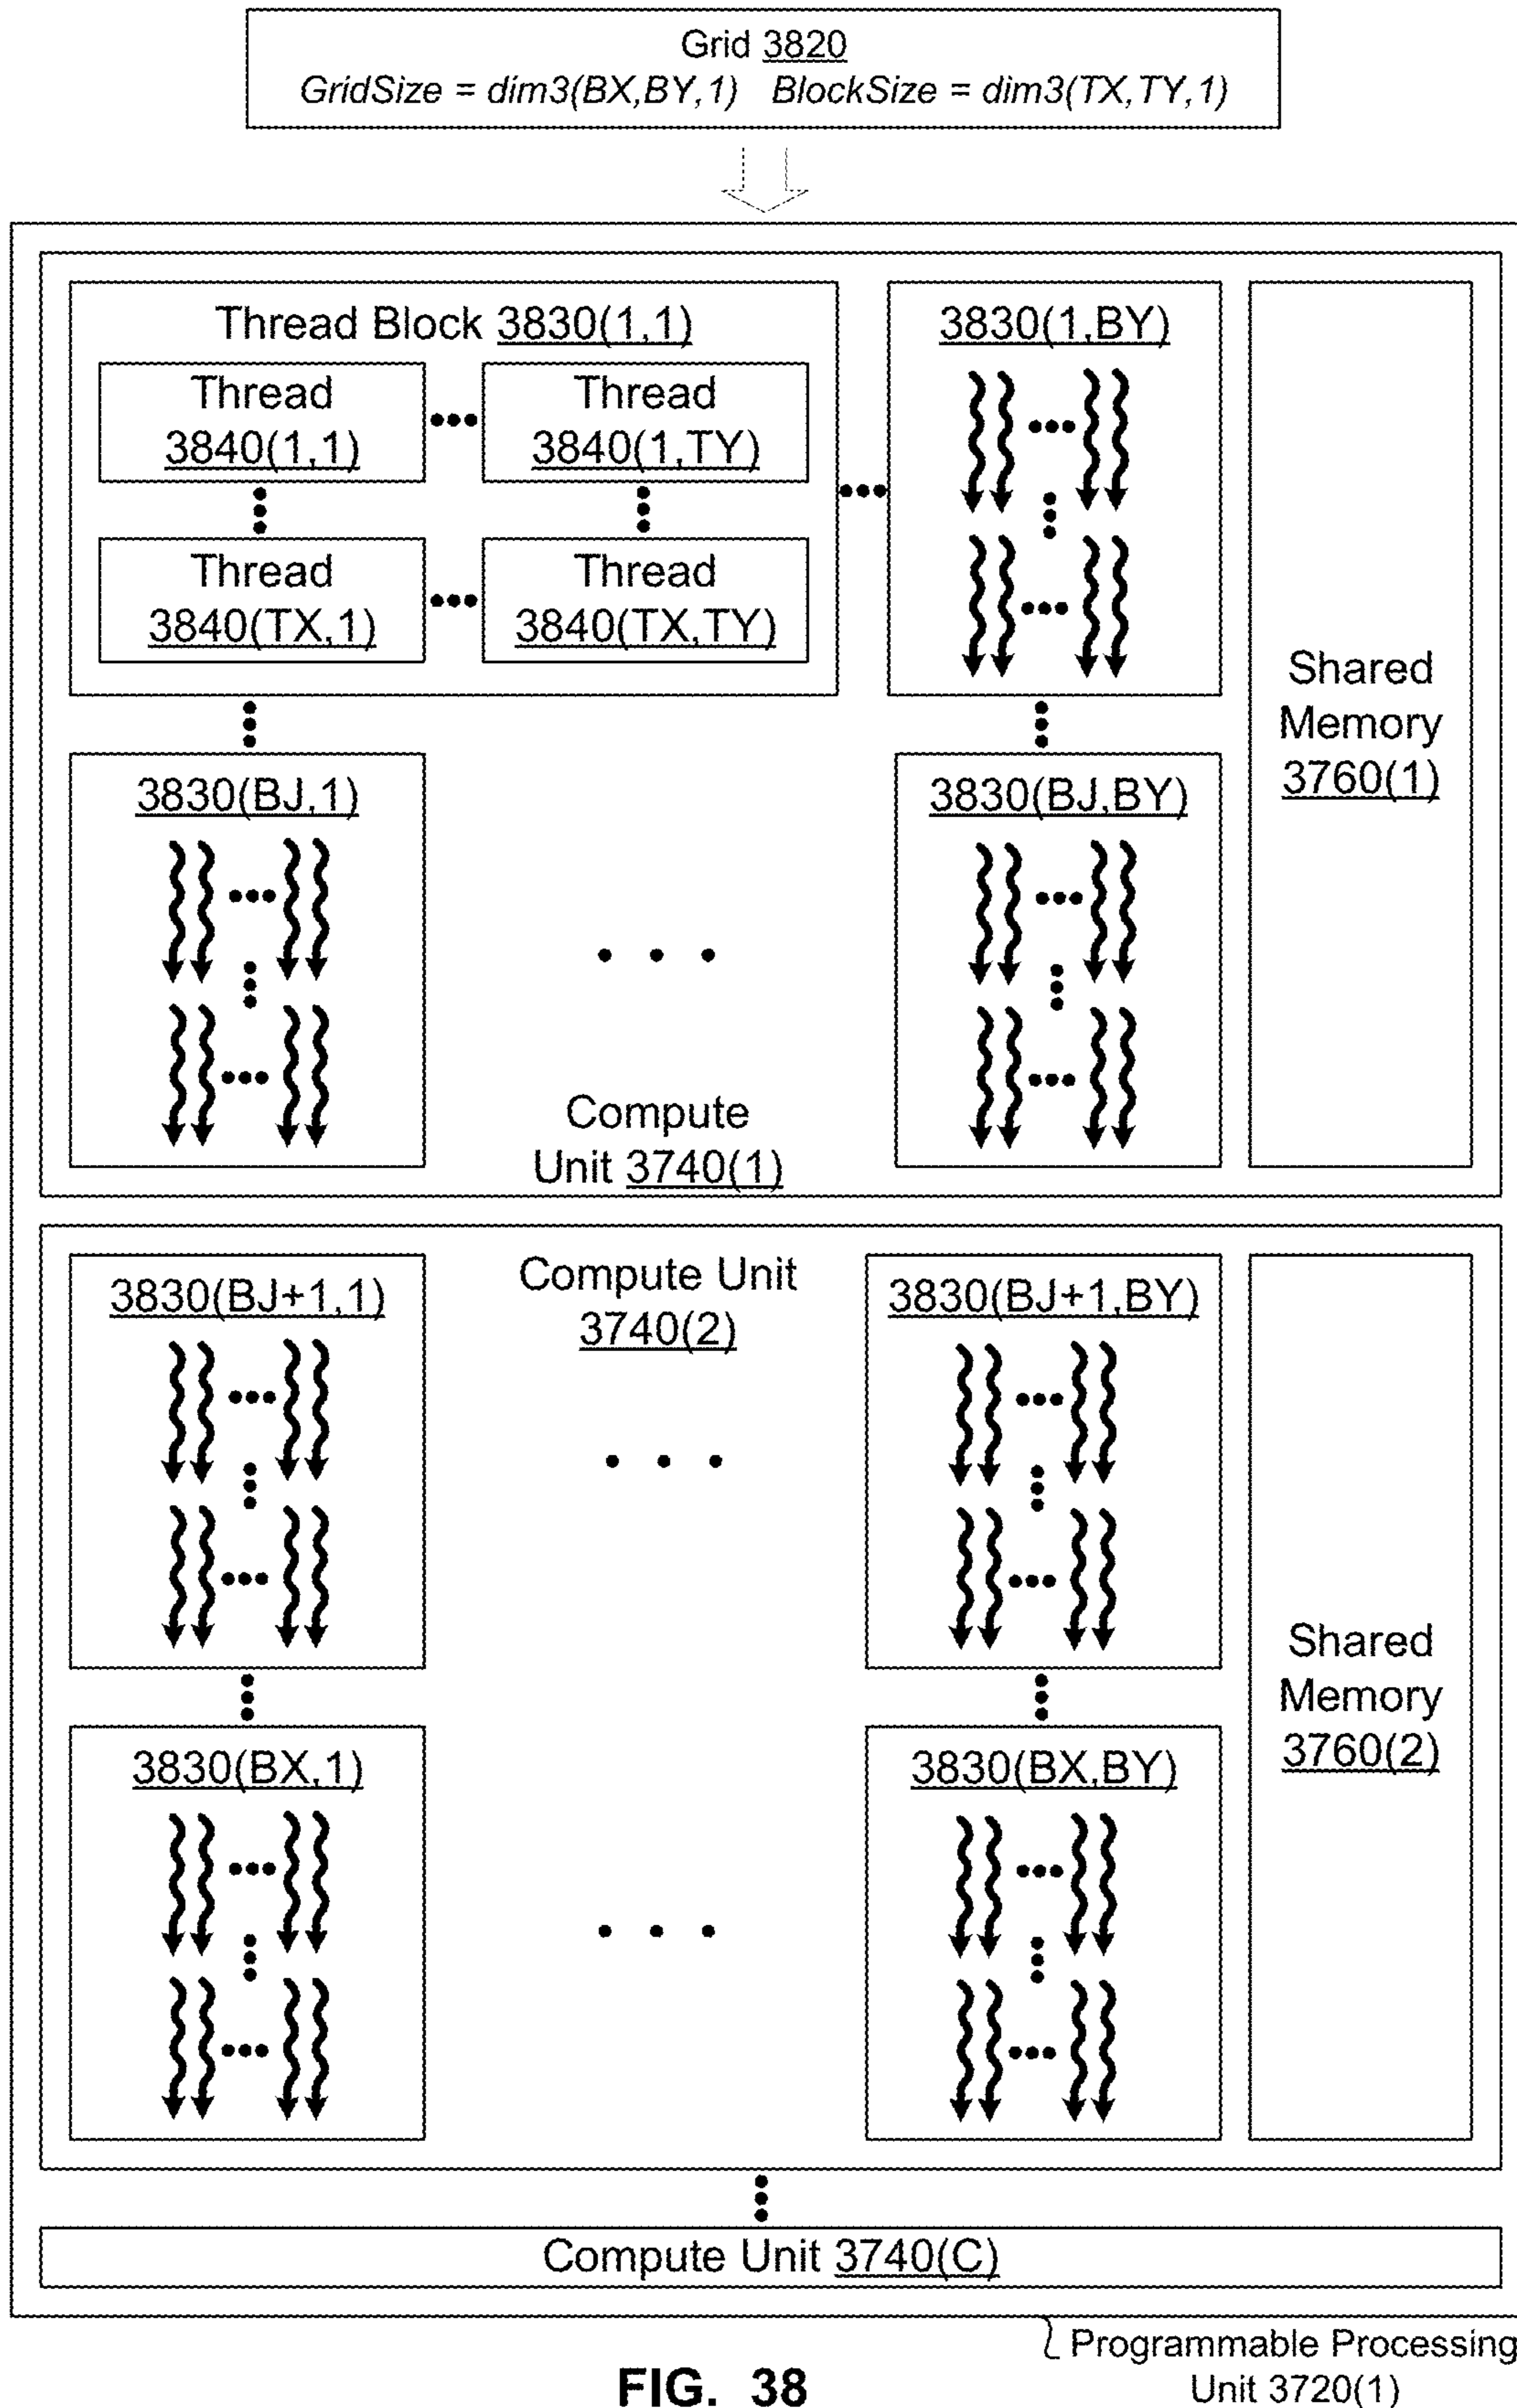 Grid 3820
GridSize = dim3(BX,BY,1) BlockSize = dim3(TX,TY,1)
Thread Block 3830(1,1)
Thread
3840(1,1)
Thread
3840(1,TY)
Thread
3840(TX,1)
Thread
3840(TX,TY)
3830(1,BY)
Shared
Memory
3760(1)
3830(BJ,1)
3830(BJ,BY)
Compute
Unit 3740(1)
3830(BJ+1,1)
Compute Unit
3740(2)
3830(BJ+1,BY)
Shared
Memory
3760(2)
3830(BX,1)
3830(BX,BY)
Compute Unit 3740(C)
Programmable Processing
Unit 3720(1)
FIG. 38